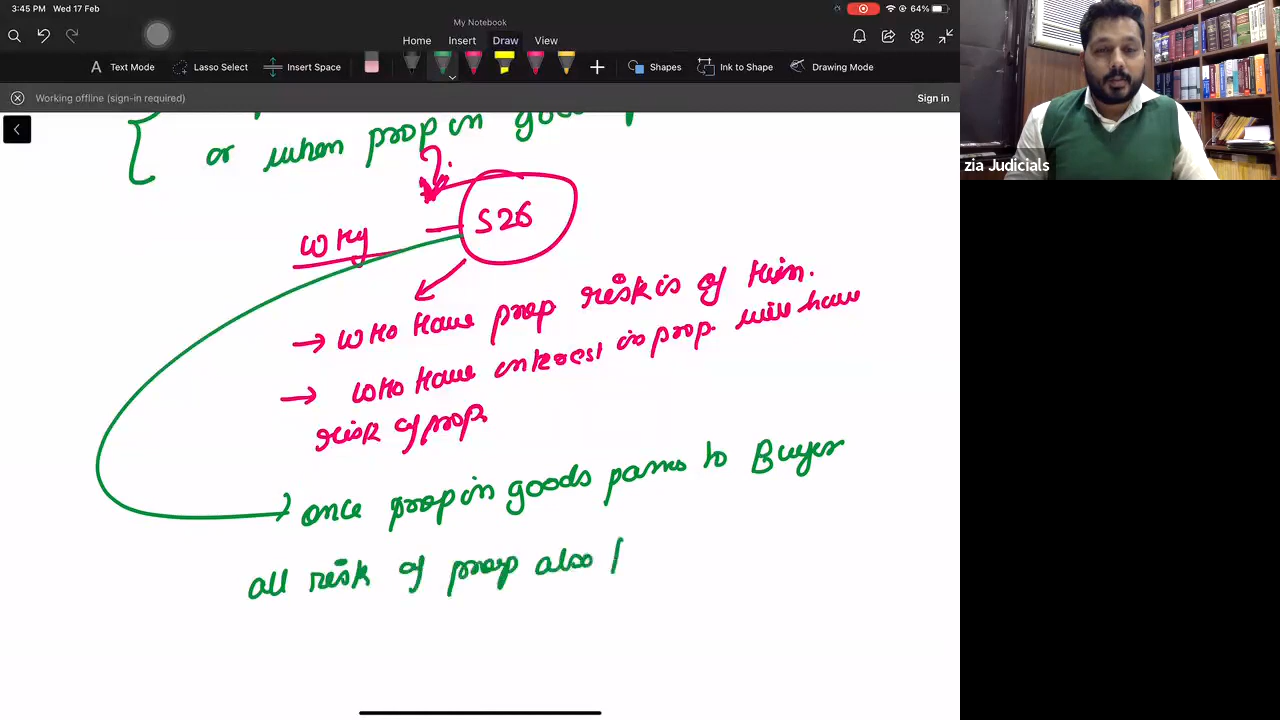 3:45 PM Wed 17 Feb
64%
My Notebook
Home Insert Draw View
Text Mode Lasso Select Insert Space Shapes Ink to Shape Drawing Mode
Working offline (sign-in required) Sign in
zia Judicials
or when prop in
?
S26
WHy
→ WHO Have prop risk is of Him.
→ WHO Have interest in prop. will have
risk of prop
once prop in goods passes to Buyer
all risk of prop also